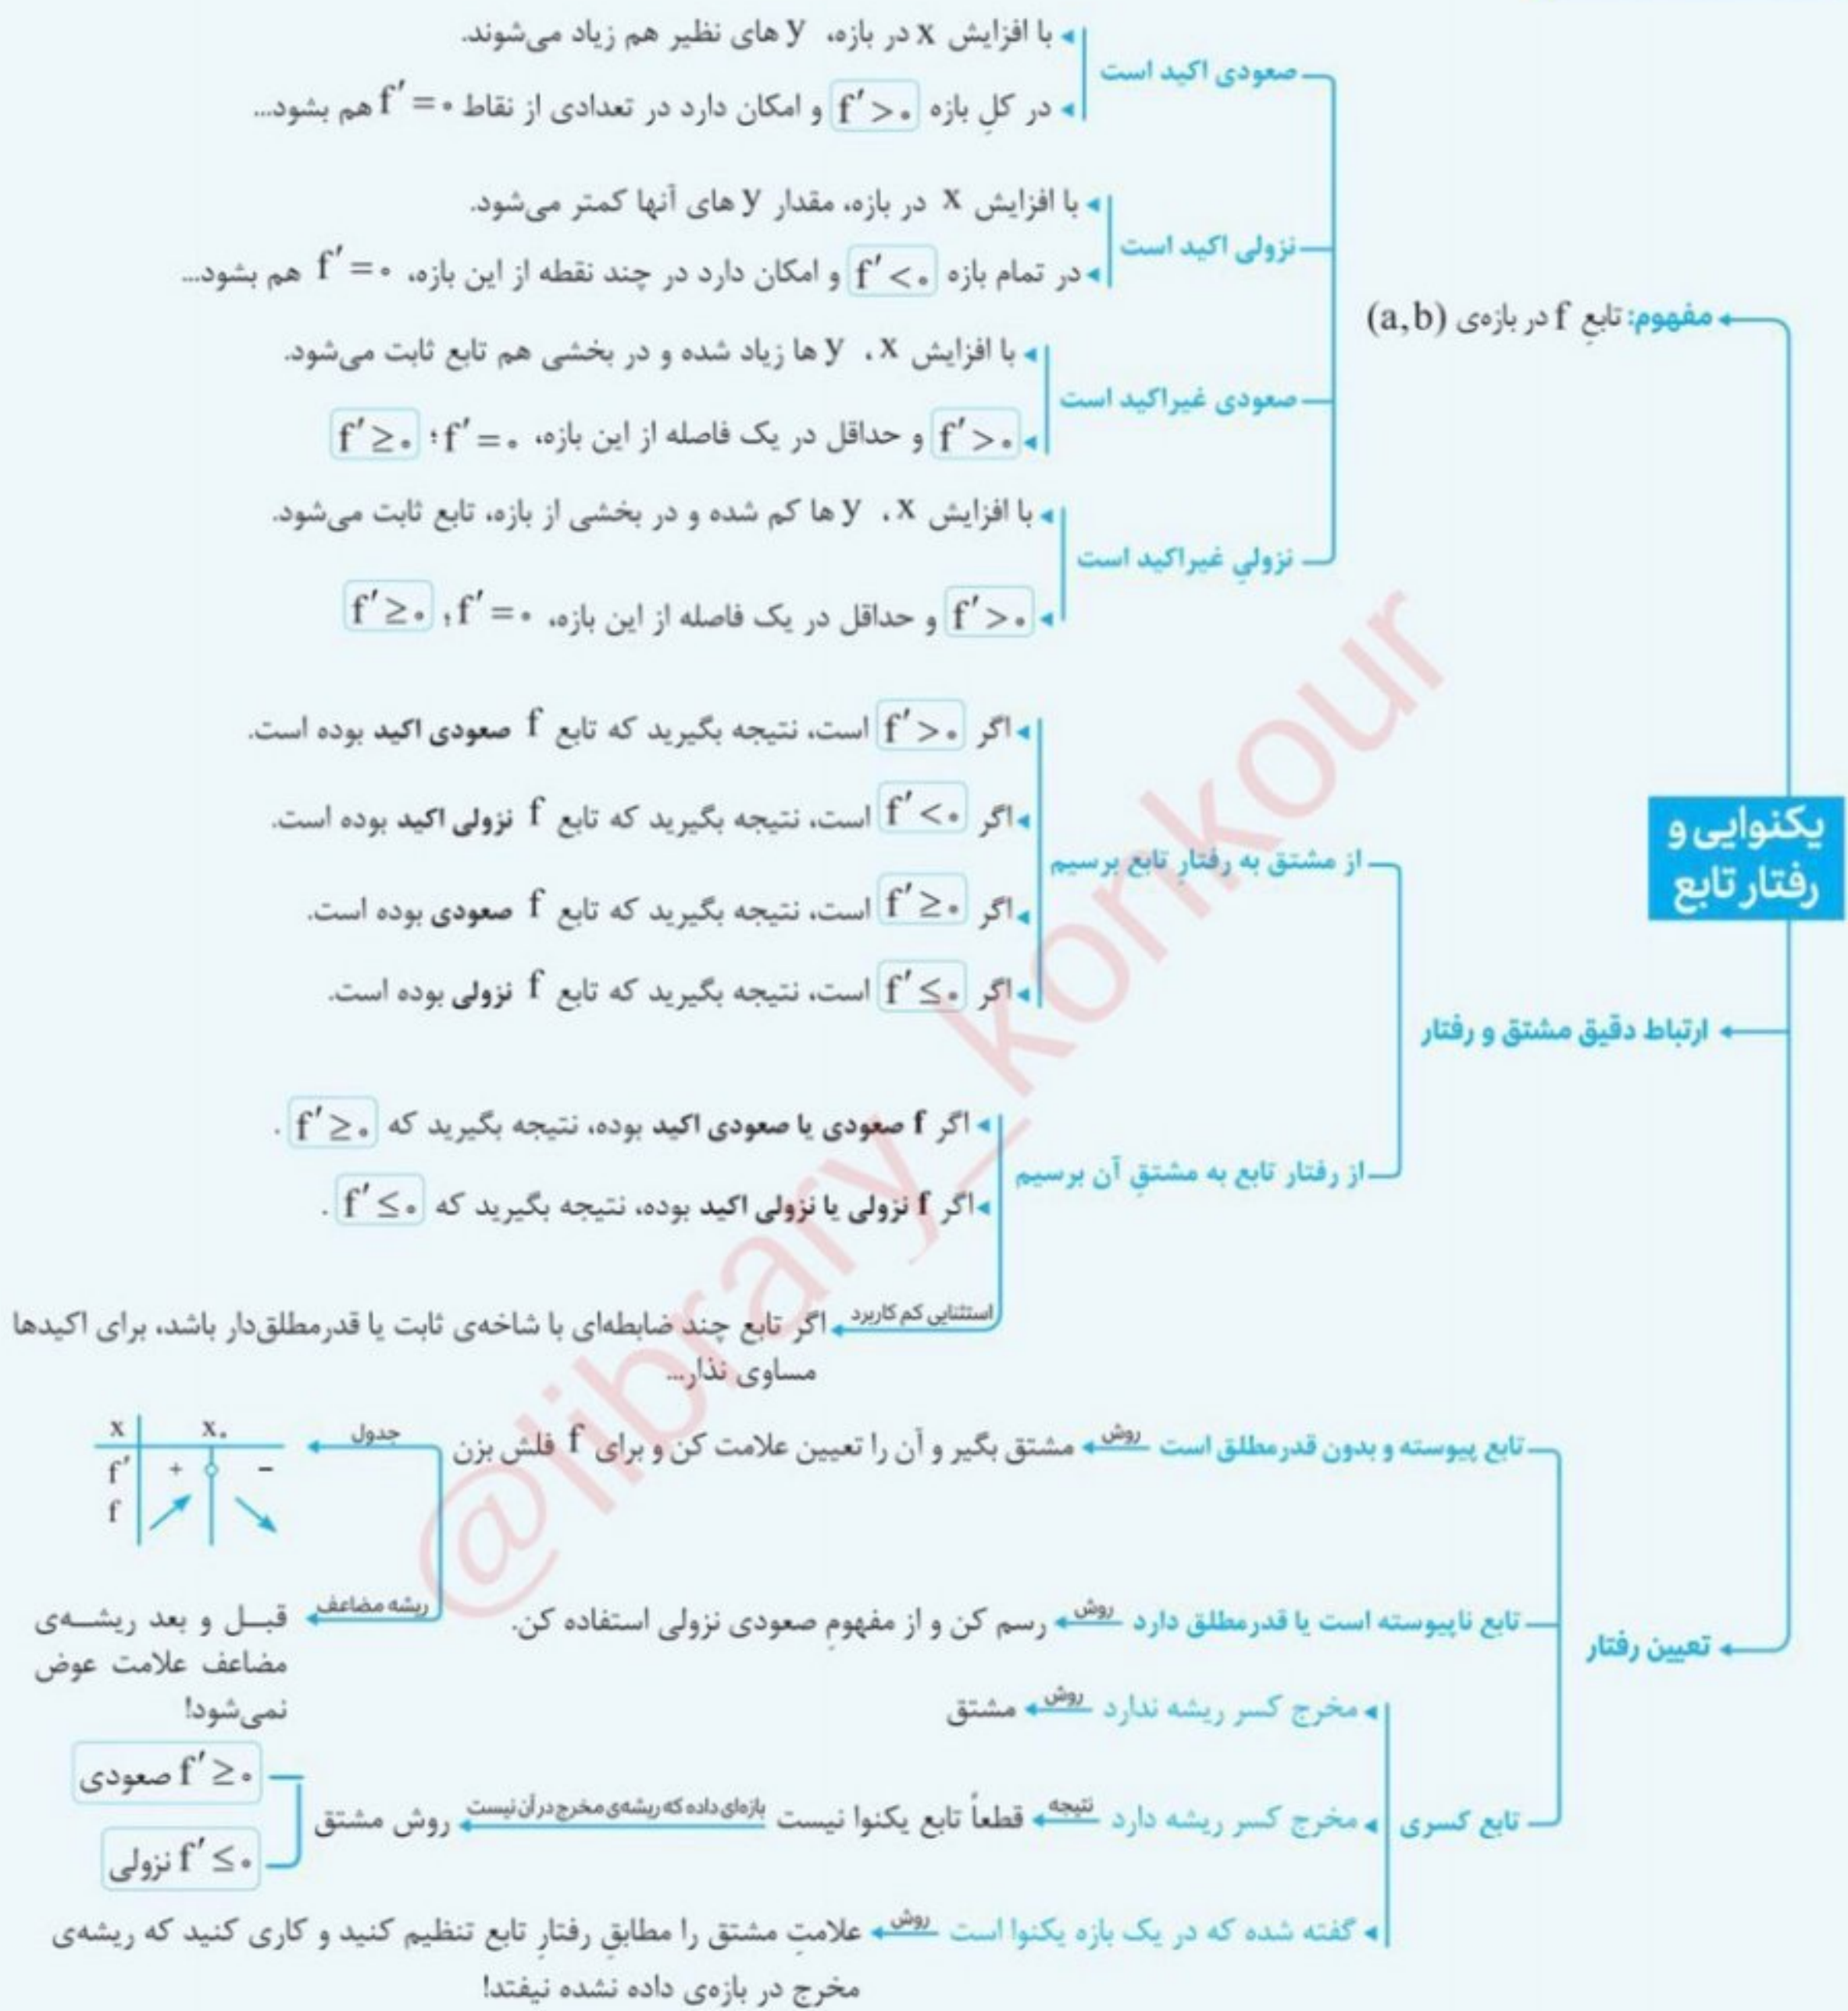 یکنوایی و
رفتار تابع
مفهوم: تابعِ f در بازه‌ی (a,b)
صعودی اکید است
با افزایش x در بازه، y های نظیر هم زیاد می‌شوند.
در کلِ بازه f′>۰ و امکان دارد در تعدادی از نقاط f′=۰ هم بشود...
نزولی اکید است
با افزایش x در بازه، مقدار y های آنها کمتر می‌شود.
در تمام بازه f′<۰ و امکان دارد در چند نقطه از این بازه، f′=۰ هم بشود...
صعودی غیراکید است
با افزایش x ، y ها زیاد شده و در بخشی هم تابع ثابت می‌شود.
f′>۰ و حداقل در یک فاصله از این بازه، f′=۰ ؛ f′≥۰
نزولیِ غیراکید است
با افزایش x ، y ها کم شده و در بخشی از بازه، تابع ثابت می‌شود.
f′>۰ و حداقل در یک فاصله از این بازه، f′=۰ ؛ f′≥۰
ارتباط دقیق مشتق و رفتار
از مشتق به رفتارِ تابع برسیم
اگر f′>۰ است، نتیجه بگیرید که تابع f صعودی اکید بوده است.
اگر f′<۰ است، نتیجه بگیرید که تابع f نزولی اکید بوده است.
اگر f′≥۰ است، نتیجه بگیرید که تابع f صعودی بوده است.
اگر f′≤۰ است، نتیجه بگیرید که تابع f نزولی بوده است.
از رفتار تابع به مشتقِ آن برسیم
اگر f صعودی یا صعودی اکید بوده، نتیجه بگیرید که f′≥۰ .
اگر f نزولی یا نزولی اکید بوده، نتیجه بگیرید که f′≤۰ .
استثنایی کم کاربرد
اگر تابع چند ضابطه‌ای با شاخه‌ی ثابت یا قدرمطلق‌دار باشد، برای اکیدها
مساوی نذار...
تعیین رفتار
تابع پیوسته و بدون قدرمطلق است روش مشتق بگیر و آن را تعیین علامت کن و برای f فلش بزن
جدول
x x۰
f′ + −
f
ریشه مضاعف
قبل و بعد ریشه‌ی
مضاعف علامت عوض
نمی‌شود!
تابع ناپیوسته است یا قدرمطلق دارد روش رسم کن و از مفهومِ صعودی نزولی استفاده کن.
تابع کسری
مخرج کسر ریشه ندارد روش مشتق
مخرج کسر ریشه دارد نتیجه قطعاً تابع یکنوا نیست بازه‌ای داده که ریشه‌ی مخرج در آن نیست روش مشتق
f′≥۰ صعودی
f′≤۰ نزولی
گفته شده که در یک بازه یکنوا است روش علامتِ مشتق را مطابقِ رفتارِ تابع تنظیم کنید و کاری کنید که ریشه‌ی
مخرج در بازه‌ی داده نشده نیفتد!
@library_konkour